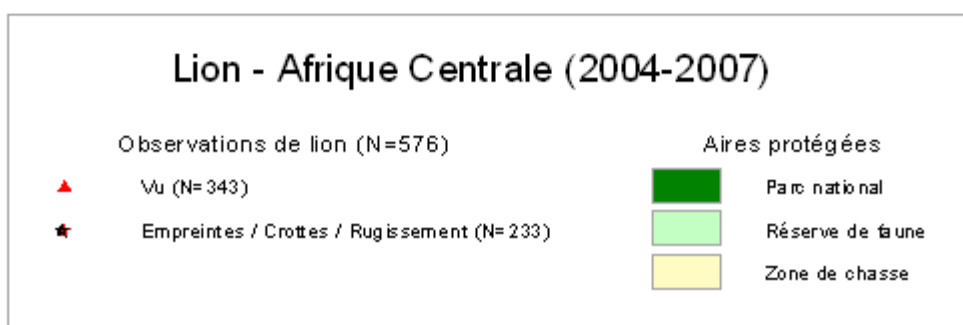 Lion - Afrique Centrale (2004-2007)
Observations de lion (N=576)
Vu (N=343)
Empreintes / Crottes / Rugissement (N=233)
Aires protégées
Parc national
Réserve de faune
Zone de chasse